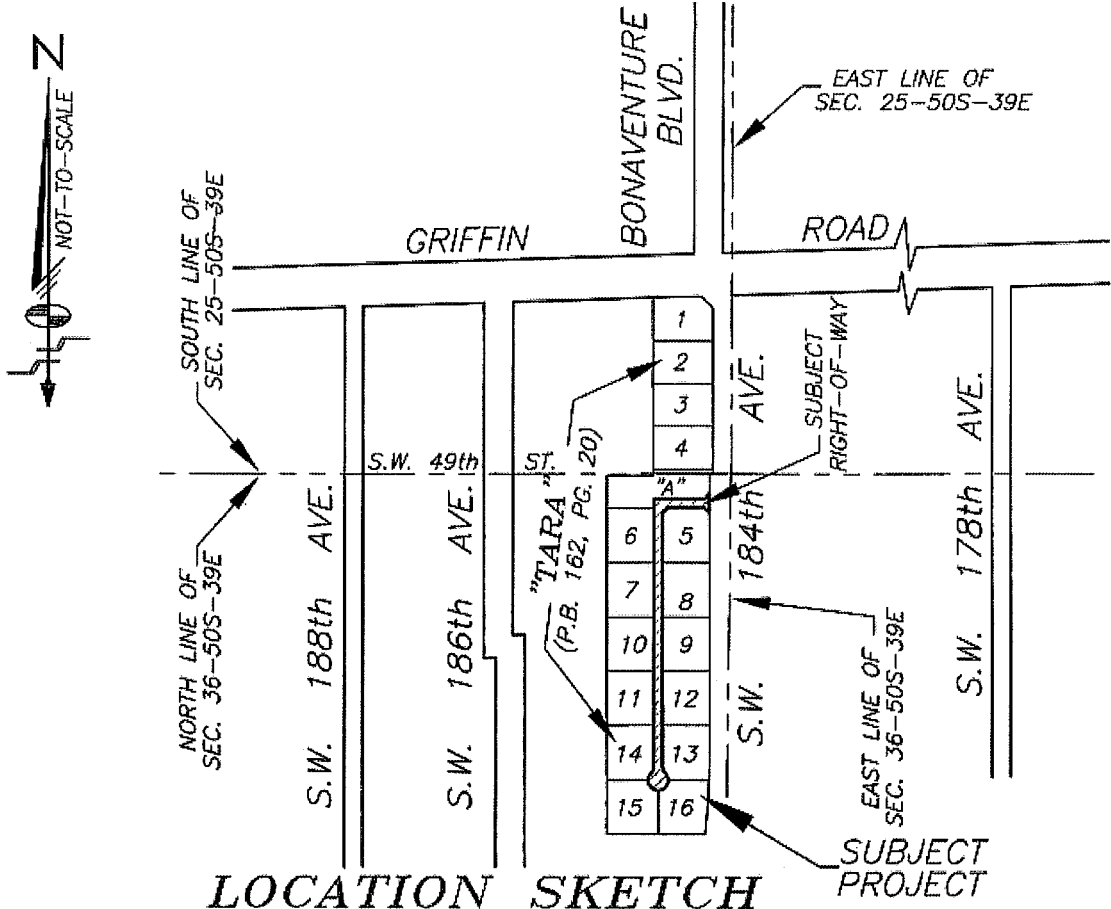 N
NOT-TO-SCALE
BONAVENTURE
BLVD.
EAST LINE OF
SEC. 25-50S-39E
SOUTH LINE OF
SEC. 25-50S-39E
GRIFFIN
ROAD
1
2
3
4
SUBJECT
RIGHT-OF-WAY
S.W. 49th ST.
"A"
"TARA"
(P.B. 162, PG. 20)
6
5
7
8
10
9
11
12
14
13
15
16
NORTH LINE OF
SEC. 36-50S-39E
S.W. 188th AVE.
S.W. 186th AVE.
S.W. 184th AVE.
S.W. 178th AVE.
EAST LINE OF
SEC. 36-50S-39E
SUBJECT
PROJECT
LOCATION SKETCH